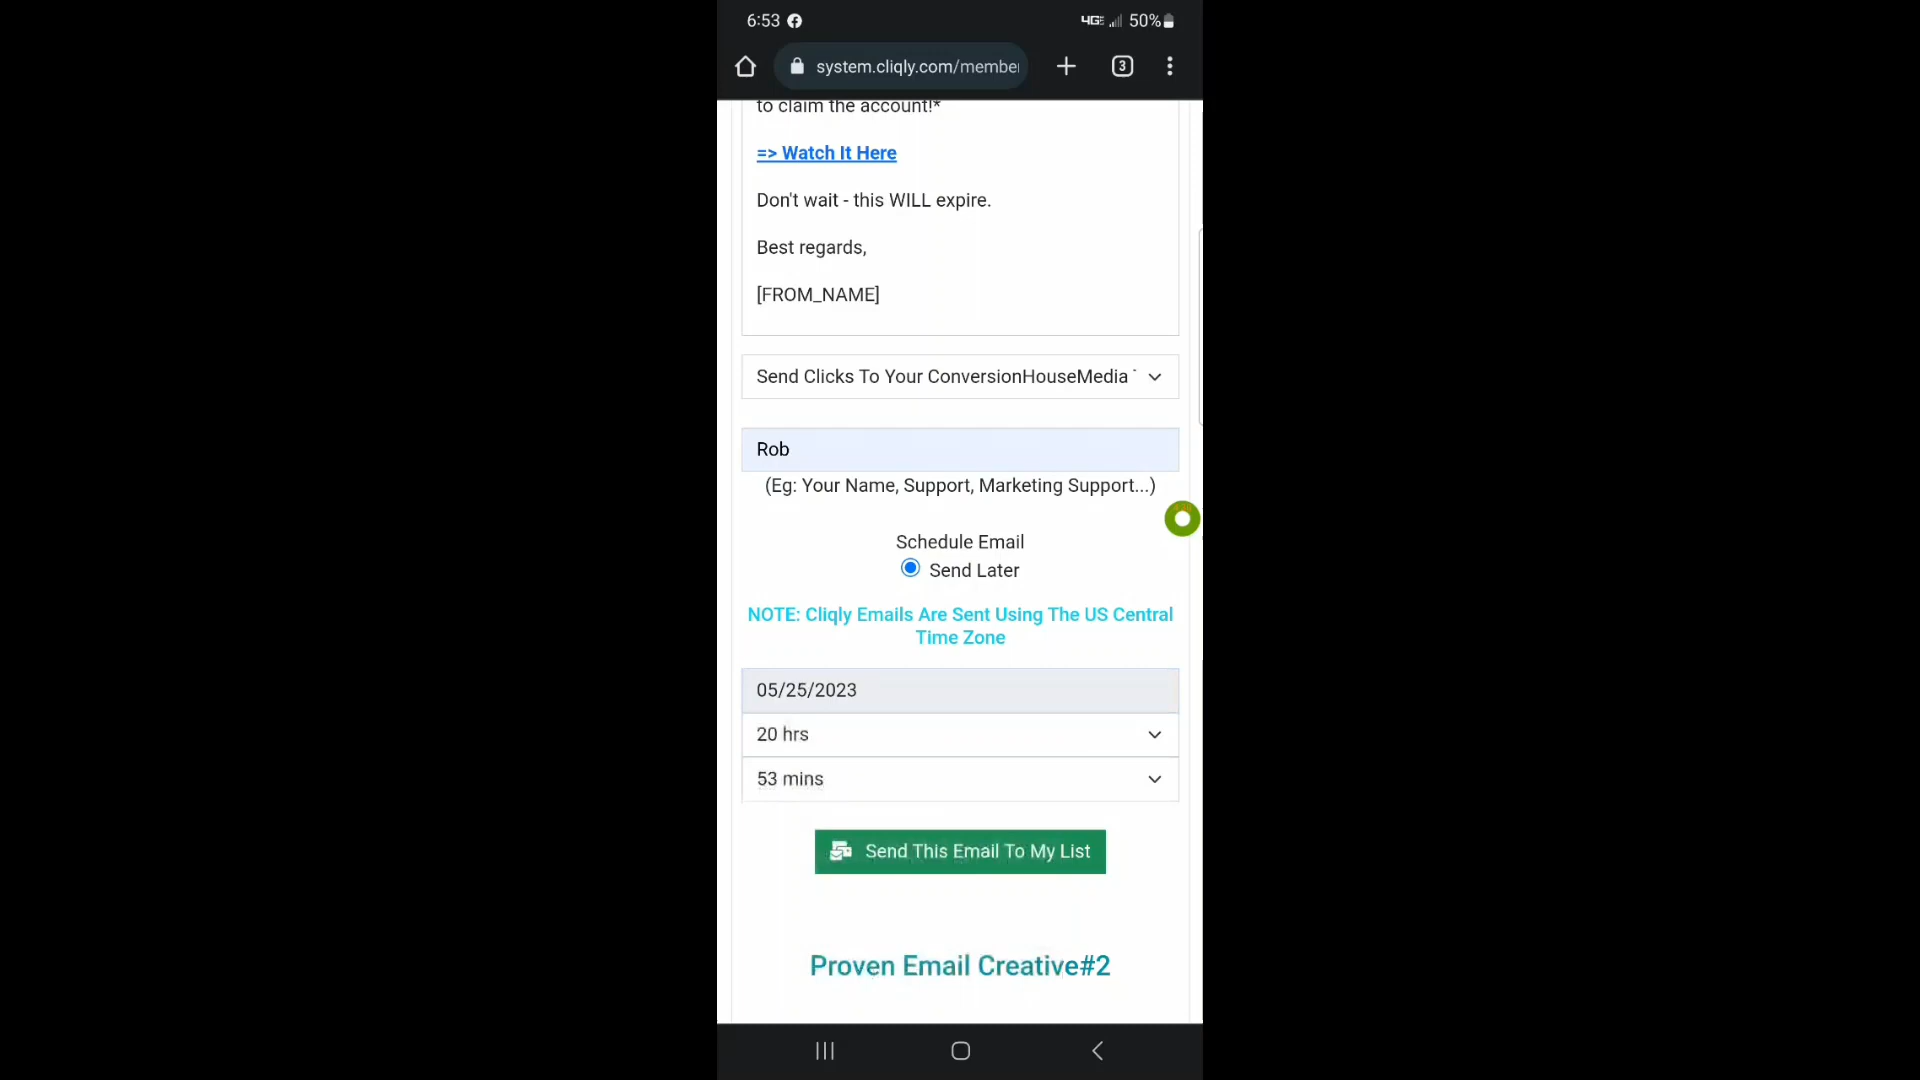 6:53
4GE 50%
system.cliqly.com/member
3
to claim the account!*
=> Watch It Here
Don't wait - this WILL expire.
Best regards,
[FROM_NAME]
Send Clicks To Your ConversionHouseMedia
Rob
(Eg: Your Name, Support, Marketing Support...)
Schedule Email
Send Later
NOTE: Cliqly Emails Are Sent Using The US Central
Time Zone
05/25/2023
20 hrs
53 mins
Send This Email To My List
Proven Email Creative#2